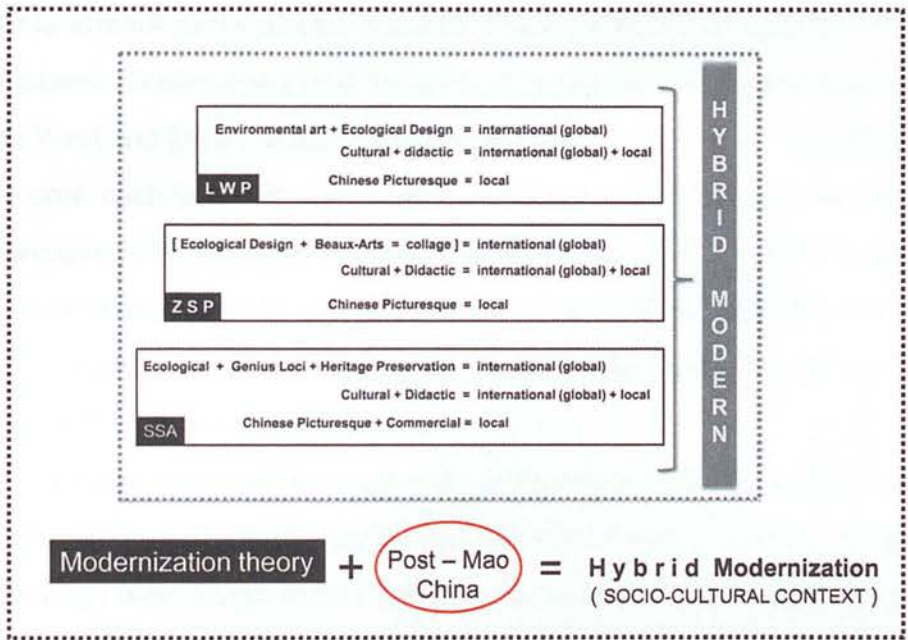 Environmental art + Ecological Design = international (global)
Cultural + didactic = international (global) + local
Chinese Picturesque = local
LWP
[ Ecological Design + Beaux-Arts = collage ] = international (global)
Cultural + Didactic = international (global) + local
Chinese Picturesque = local
ZSP
Ecological + Genius Loci + Heritage Preservation = international (global)
Cultural + Didactic = international (global) + local
Chinese Picturesque + Commercial = local
SSA
HYBRID MODERN
Modernization theory + Post – Mao China = Hybrid Modernization
( SOCIO-CULTURAL CONTEXT )